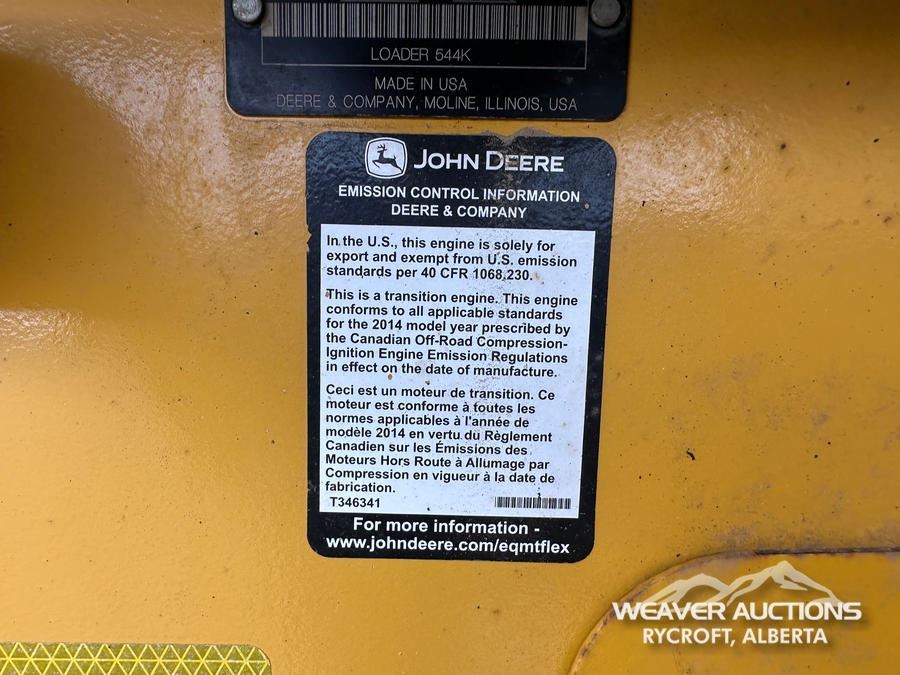 LOADER 544K
MADE IN USA
DEERE & COMPANY, MOLINE, ILLINOIS, USA
JOHN DEERE
EMISSION CONTROL INFORMATION
DEERE & COMPANY
In the U.S., this engine is solely for
export and exempt from U.S. emission
standards per 40 CFR 1068.230.
This is a transition engine. This engine
conforms to all applicable standards
for the 2014 model year prescribed by
the Canadian Off-Road Compression-
Ignition Engine Emission Regulations
in effect on the date of manufacture.
Ceci est un moteur de transition. Ce
moteur est conforme à toutes les
normes applicables à l'année de
modèle 2014 en vertu du Règlement
Canadien sur les Émissions des
Moteurs Hors Route à Allumage par
Compression en vigueur à la date de
fabrication.
T346341
For more information -
www.johndeere.com/eqmtflex
WEAVER AUCTIONS
RYCROFT, ALBERTA